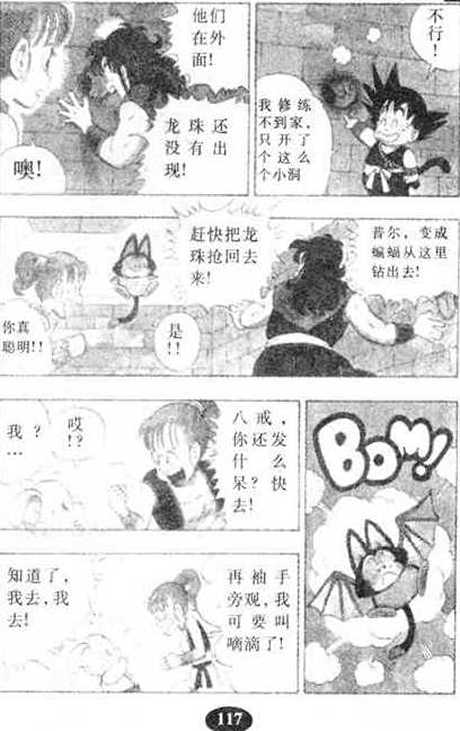 不
行!
我修练
不到家,
只开了
个这么
个小洞
他们
在外
面!
龙珠还
没有出
现!
噢!
普尔,变成
蝙蝠从这里
钻出去!
赶快把龙
珠抢回去
来!
是!!
你真
聪明!!
BOM!
八戒,
你还发
什么
呆?快
去!
哎!?
我?
…
再袖手
旁观,我
可要叫
嘀滴了!
知道了,
我去,我
去!
117